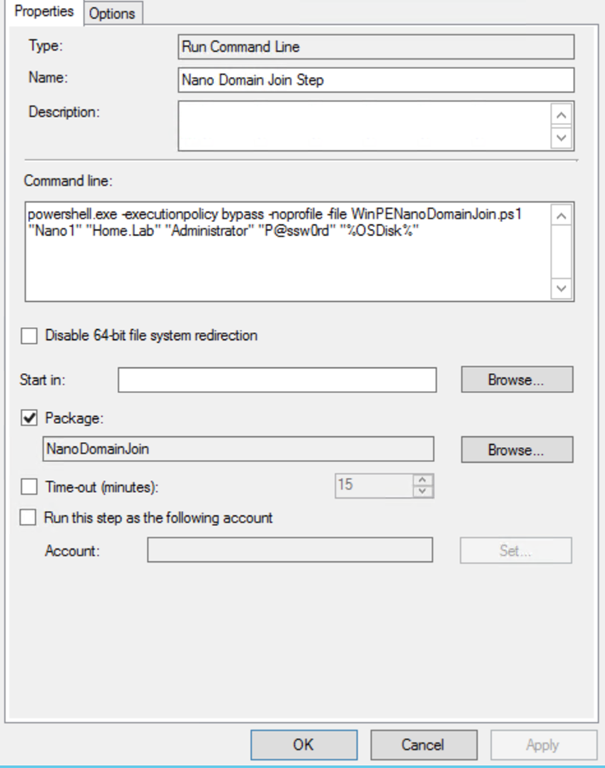 Properties
Options
Type:
Run Command Line
Name:
Nano Domain Join Step
Description:
Command line:
powershell.exe -executionpolicy bypass -noprofile -file WinPENanoDomainJoin.ps1
"Nano1" "Home.Lab" "Administrator" "P@ssw0rd" "%OSDisk%"
Disable 64-bit file system redirection
Start in:
Browse...
Package:
NanoDomainJoin
Browse...
Time-out (minutes):
15
Run this step as the following account
Account:
Set...
OK
Cancel
Apply